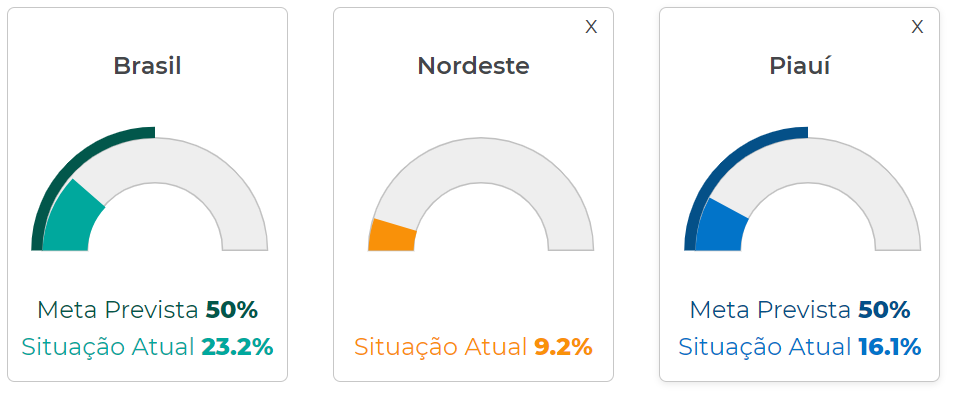 Brasil
Meta Prevista 50%
Situação Atual 23.2%
X
Nordeste
Situação Atual 9.2%
X
Piauí
Meta Prevista 50%
Situação Atual 16.1%